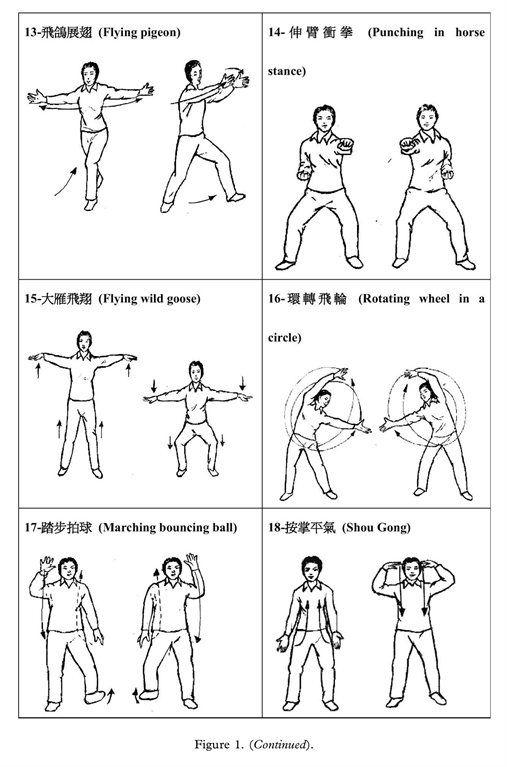 13-飛鴿展翅 (Flying pigeon)
14- 伸臂衝拳 (Punching in horse
stance)
15-大雁飛翔 (Flying wild goose)
16- 環轉飛輪 (Rotating wheel in a
circle)
17-踏步拍球 (Marching bouncing ball)
18-按掌平氣 (Shou Gong)
Figure 1. (Continued).